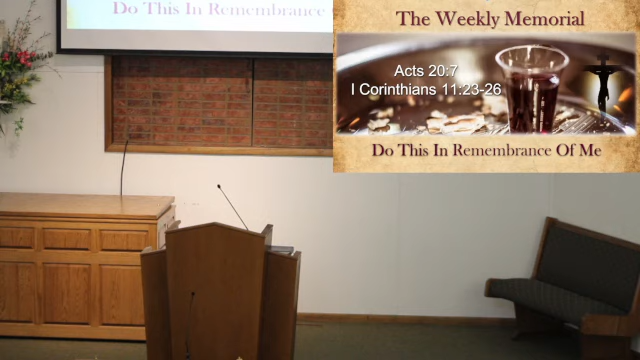 Do This In Remembrance
The Weekly Memorial
Acts 20:7
I Corinthians 11:23-26
Do This In Remembrance Of Me